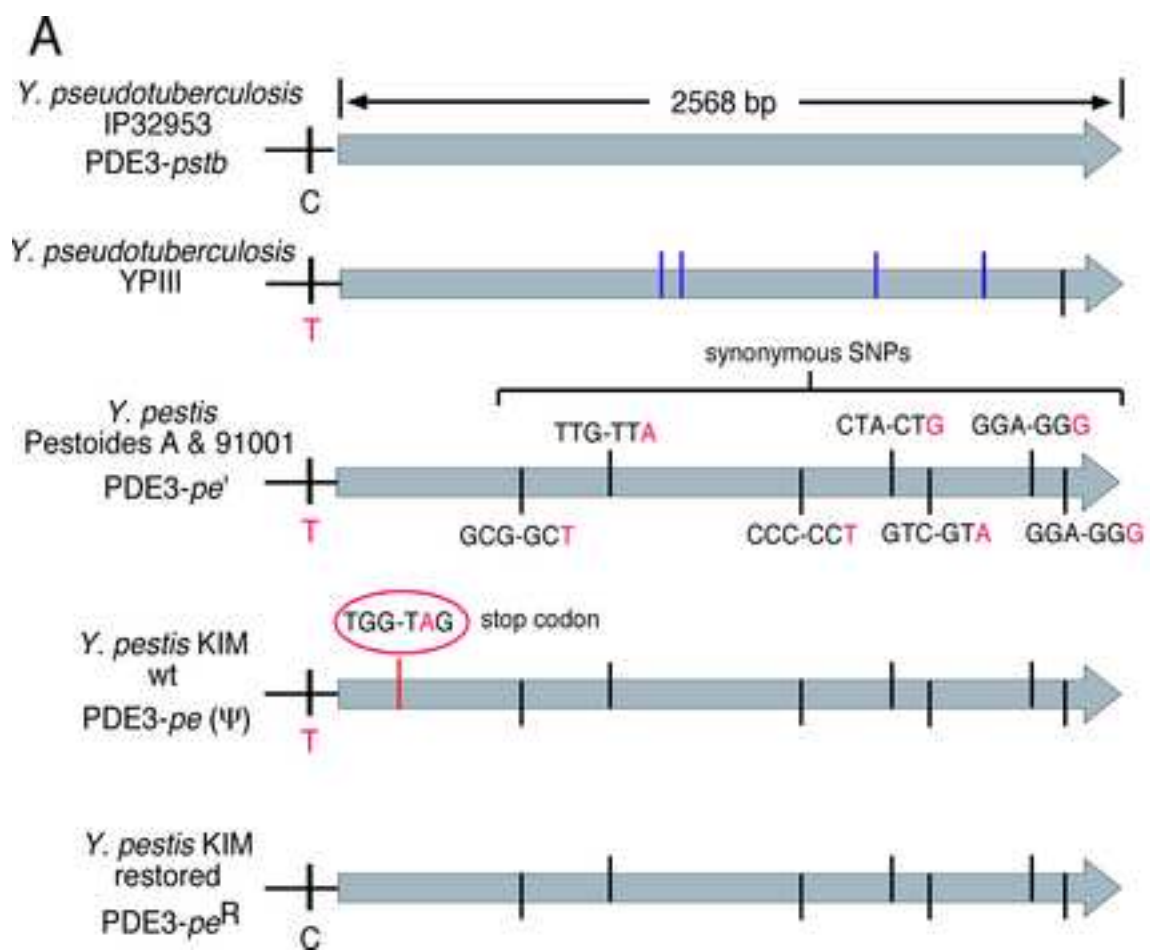 A
Y. pseudotuberculosis
IP32953
PDE3-pstb
2568 bp
C
Y. pseudotuberculosis
YPIII
T
synonymous SNPs
Y. pestis
Pestoides A & 91001
PDE3-pe'
TTG-TTA
CTA-CTG
GGA-GGG
T
GCG-GCT
CCC-CCT
GTC-GTA
GGA-GGG
TGG-TAG
stop codon
Y. pestis KIM
wt
PDE3-pe (Ψ)
T
Y. pestis KIM
restored
PDE3-peR
C